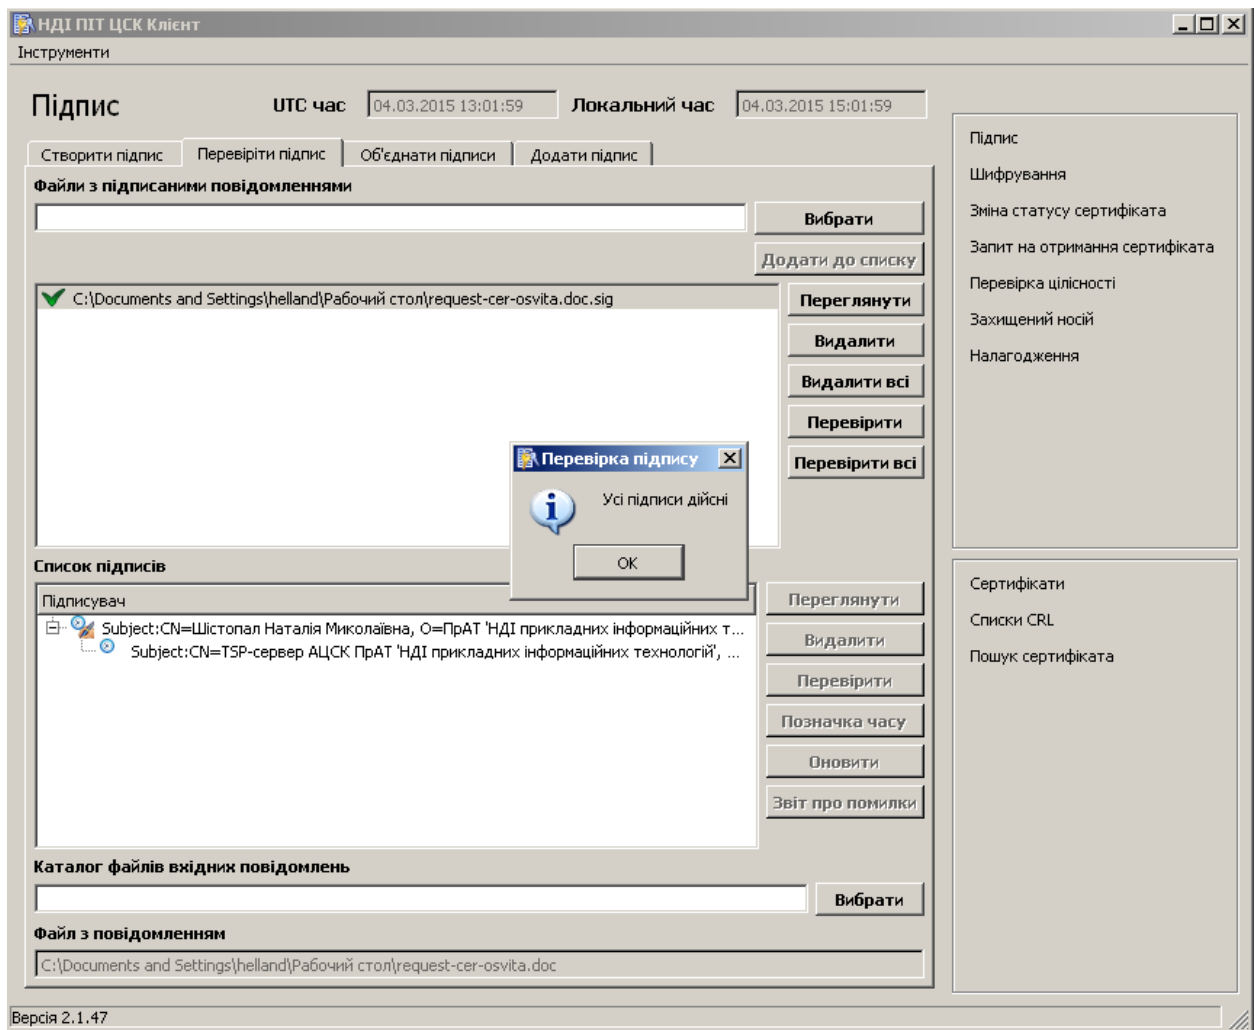 НДІ ПІТ ЦСК Клієнт
Інструменти
Підпис
UTC час 04.03.2015 13:01:59 Локальний час 04.03.2015 15:01:59
Створити підпис Перевіріти підпис Об'єднати підписи Додати підпис
Файли з підписаними повідомленнями
Вибрати
Додати до списку
C:\Documents and Settings\helland\Рабочий стол\request-cer-osvita.doc.sig
Переглянути
Видалити
Видалити всі
Перевірити
Перевірити всі
Перевірка підпису
Усі підписи дійсні
OK
Список підписів
Підписувач
Subject:CN=Шістопал Наталія Миколаївна, O=ПрАТ 'НДІ прикладних інформаційних т...
Subject:CN=TSP-сервер АЦСК ПрАТ 'НДІ прикладних інформаційних технологій', ...
Переглянути
Видалити
Перевірити
Позначка часу
Оновити
Звіт про помилки
Каталог файлів вхідних повідомлень
Вибрати
Файл з повідомленням
C:\Documents and Settings\helland\Рабочий стол\request-cer-osvita.doc
Підпис
Шифрування
Зміна статусу сертифіката
Запит на отримання сертифіката
Перевірка цілісності
Захищений носій
Налагодження
Сертифікати
Списки CRL
Пошук сертифіката
Версія 2.1.47